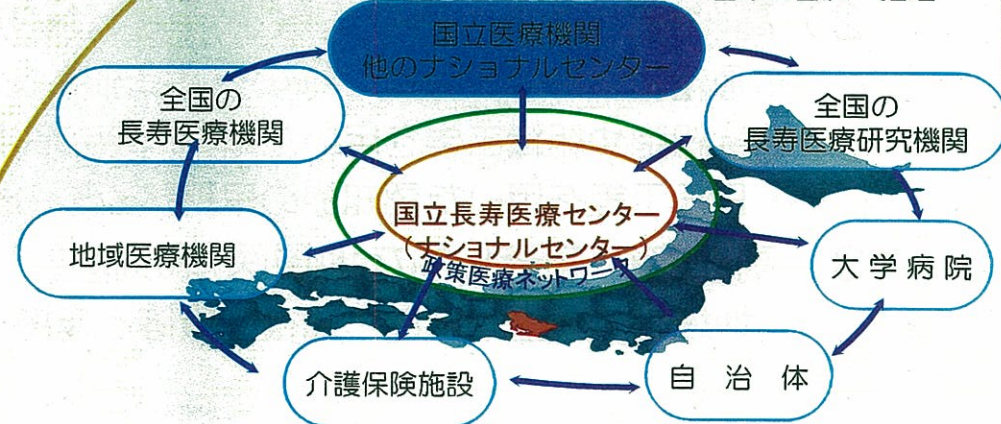 国立医療機関
他のナショナルセンター
全国の
長寿医療機関
全国の
長寿医療研究機関
国立長寿医療センター
(ナショナルセンター)
政策医療ネットワーク
地域医療機関
大学病院
介護保険施設
自治体